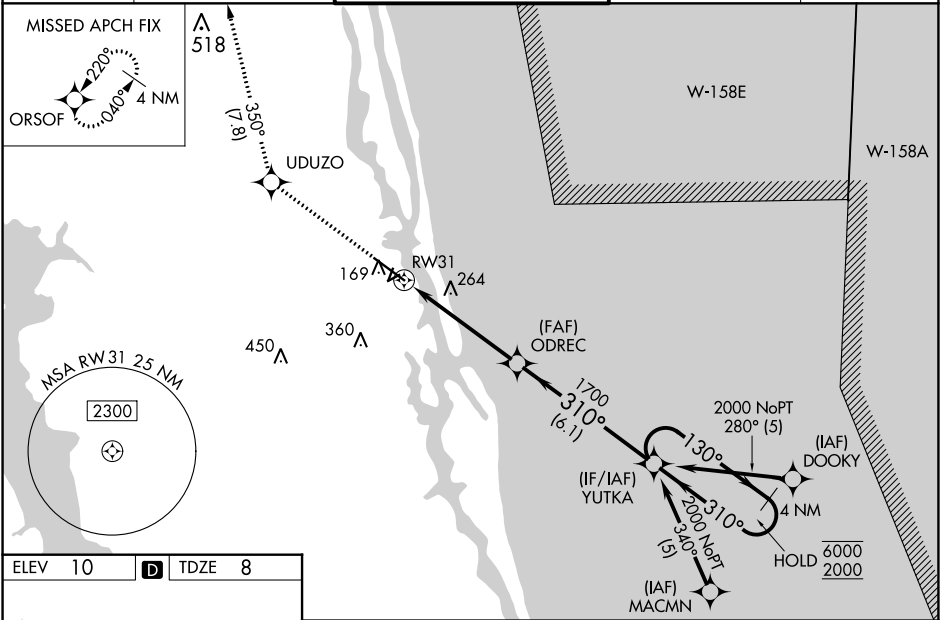 MISSED APCH FIX
220°
040°
4 NM
ORSOF
518
350°
(7.8)
UDUZO
W-158E
W-158A
RW31
169
264
360
450
(FAF)
ODREC
MSA RW 31 25 NM
2300
1700
310°
(6.1)
2000 NoPT
280° (5)
(IAF)
DOOKY
130°
(IF/IAF)
YUTKA
4 NM
310°
2000 NoPT
340°
(5)
HOLD 6000
2000
(IAF)
MACMN
ELEV 10 D TDZE 8